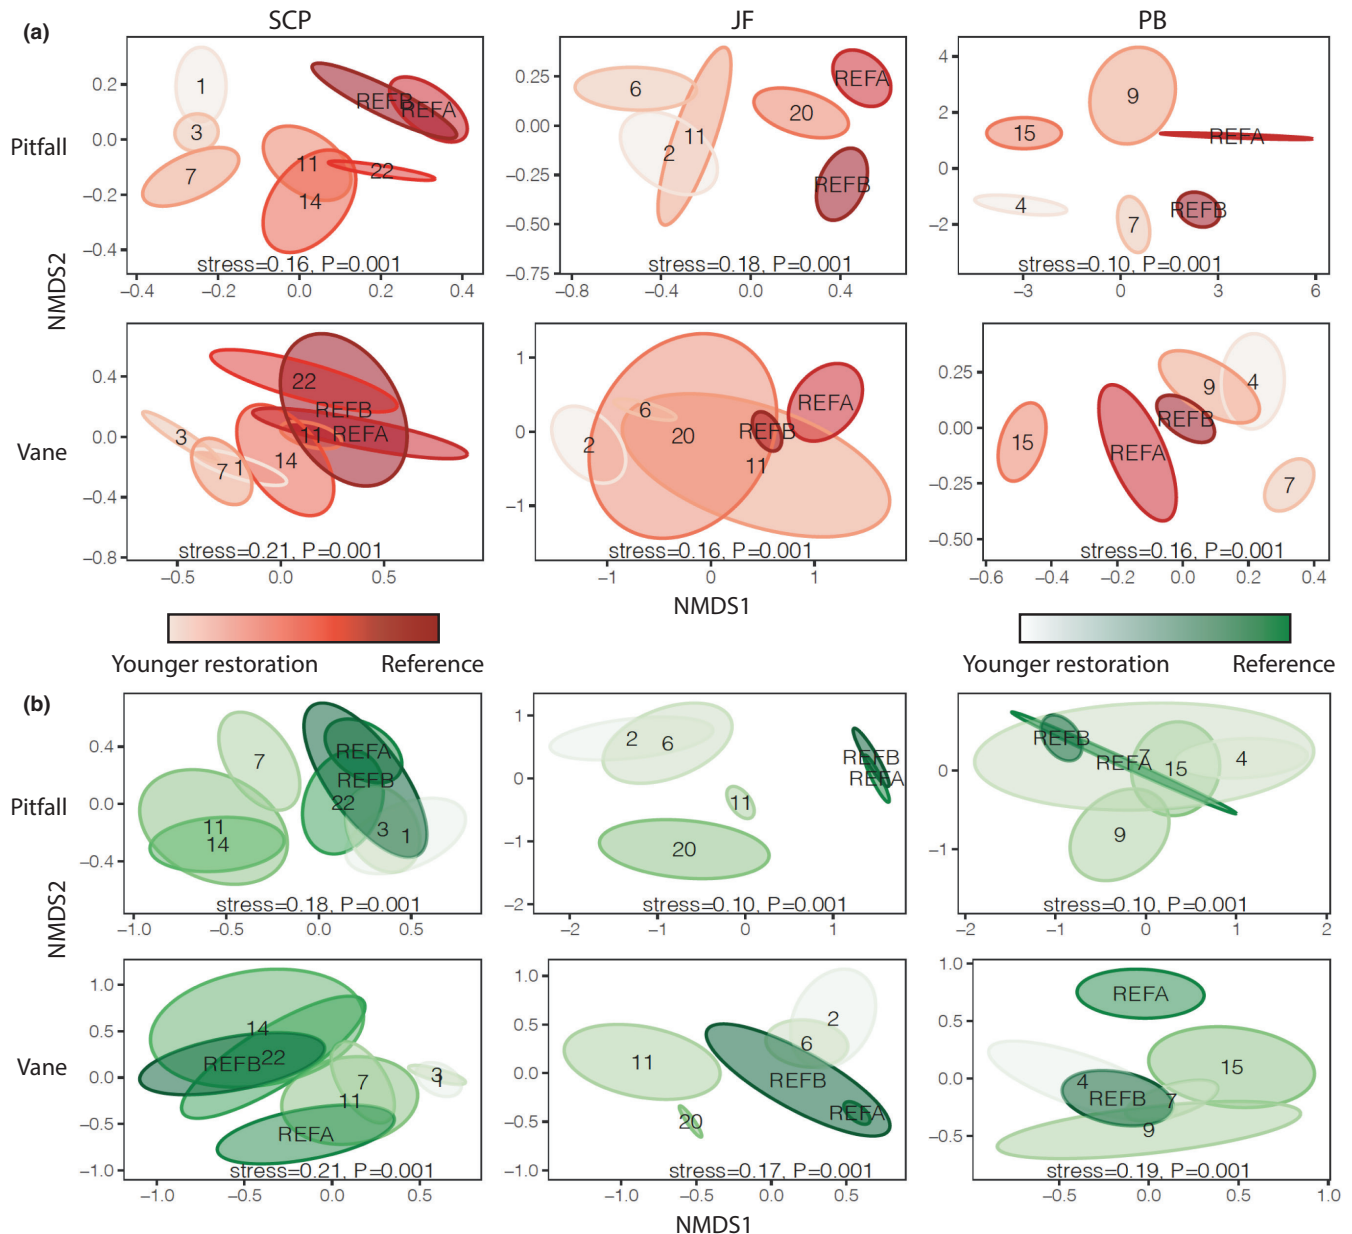 SCP JF PB
(a)
Pitfall
0.2 0.0 −0.2 −0.4
1 3 7 11 14 22 REFB REFA
stress=0.16, P=0.001
−0.4 −0.2 0.0 0.2 0.4
0.25 0.00 −0.25 −0.50 −0.75
6 2 11 20 REFA REFB
stress=0.18, P=0.001
−0.8 −0.4 0.0 0.4
4 2 0 −2
9 15 REFA 4 7 REFB
stress=0.10, P=0.001
−3 0 3 6
NMDS2
Vane
0.4 0.0 −0.4 −0.8
22 REFB REFA 11 3 7 1 14
stress=0.21, P=0.001
−0.5 0.0 0.5
1 0 −1
6 2 20 REFB REFA 11
stress=0.16, P=0.001
−1 0 1
0.25 0.00 −0.25 −0.50
9 4 REFB 15 REFA 7
stress=0.16, P=0.001
−0.6 −0.4 −0.2 0.0 0.2 0.4
NMDS1
Younger restoration Reference
Younger restoration Reference
(b)
Pitfall
0.4 0.0 −0.4
7 REFA REFB 22 3 1 11 14
stress=0.18, P=0.001
−1.0 −0.5 0.0 0.5
1 0 −1 −2
2 6 REFB REFA 11 20
stress=0.10, P=0.001
−2 −1 0 1
0 −1
REFB REFA 7 15 4 9
stress=0.10, P=0.001
−2 −1 0 1 2
NMDS2
Vane
1.0 0.5 0.0 −0.5 −1.0
14 REFB 22 7 11 3 1 REFA
stress=0.21, P=0.001
−1.0 −0.5 0.0 0.5 1.0
1.0 0.5 0.0 −0.5 −1.0
2 6 11 REFB REFA 20
stress=0.17, P=0.001
−1.0 −0.5 0.0 0.5
1.0 0.5 0.0 −0.5
REFA 15 4 REFB 7 9
stress=0.19, P=0.001
−0.5 0.0 0.5 1.0
NMDS1